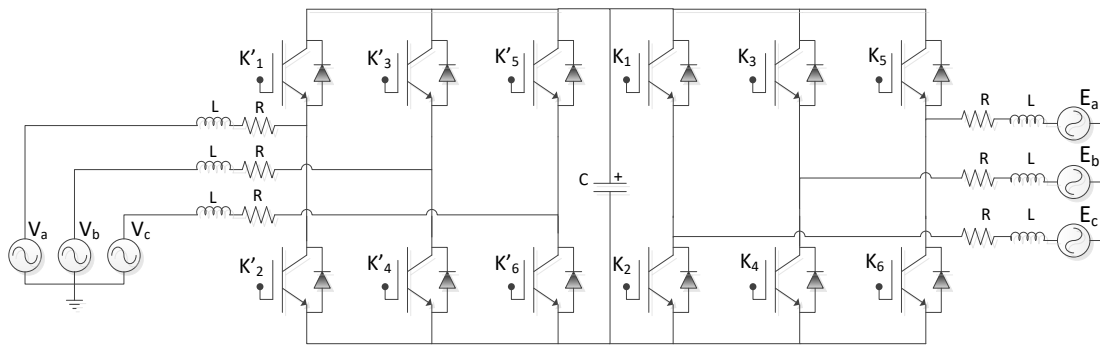 K'1 K'3 K'5 K1 K3 K5
L R R L Ea
L R C + R L Eb
L R R L Ec
Va Vb Vc
K'2 K'4 K'6 K2 K4 K6